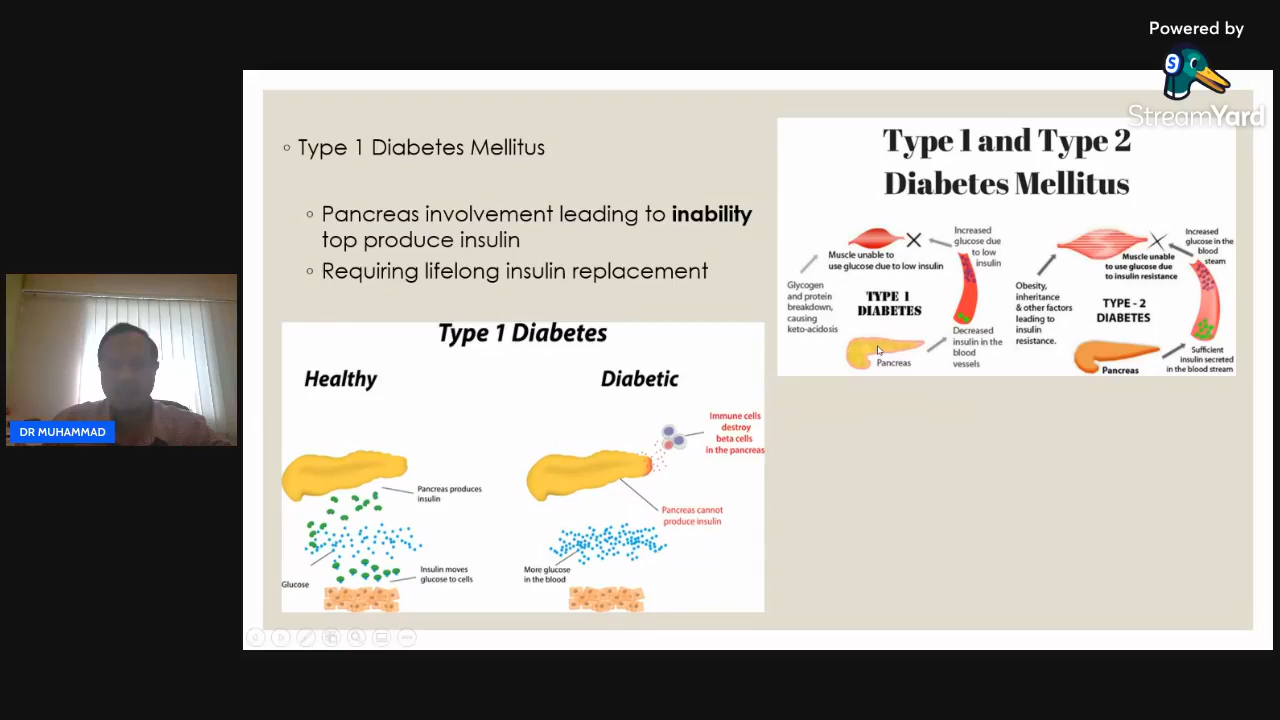 Powered by
StreamYard
Type 1 Diabetes Mellitus
Pancreas involvement leading to inability
top produce insulin
Requiring lifelong insulin replacement
Type 1 Diabetes
Healthy
Diabetic
Immune cells
destroy
beta cells
in the pancreas
Pancreas produces
insulin
Pancreas cannot
produce insulin
Glucose
Insulin moves
glucose to cells
More glucose
in the blood
Type 1 and Type 2
Diabetes Mellitus
Muscle unable to
use glucose due to low insulin
Increased
glucose due
to low
insulin
Glycogen
and protein
breakdown,
causing
keto-acidosis
TYPE 1
DIABETES
Pancreas
Decreased
insulin in the
blood
vessels
Muscle unable
to use glucose due
to insulin resistance
Increased
glucose in the
blood
stream
Obesity,
inheritance
& other factors
leading to
insulin
resistance.
TYPE - 2
DIABETES
Pancreas
Sufficient
insulin secreted
in the blood stream
DR MUHAMMAD